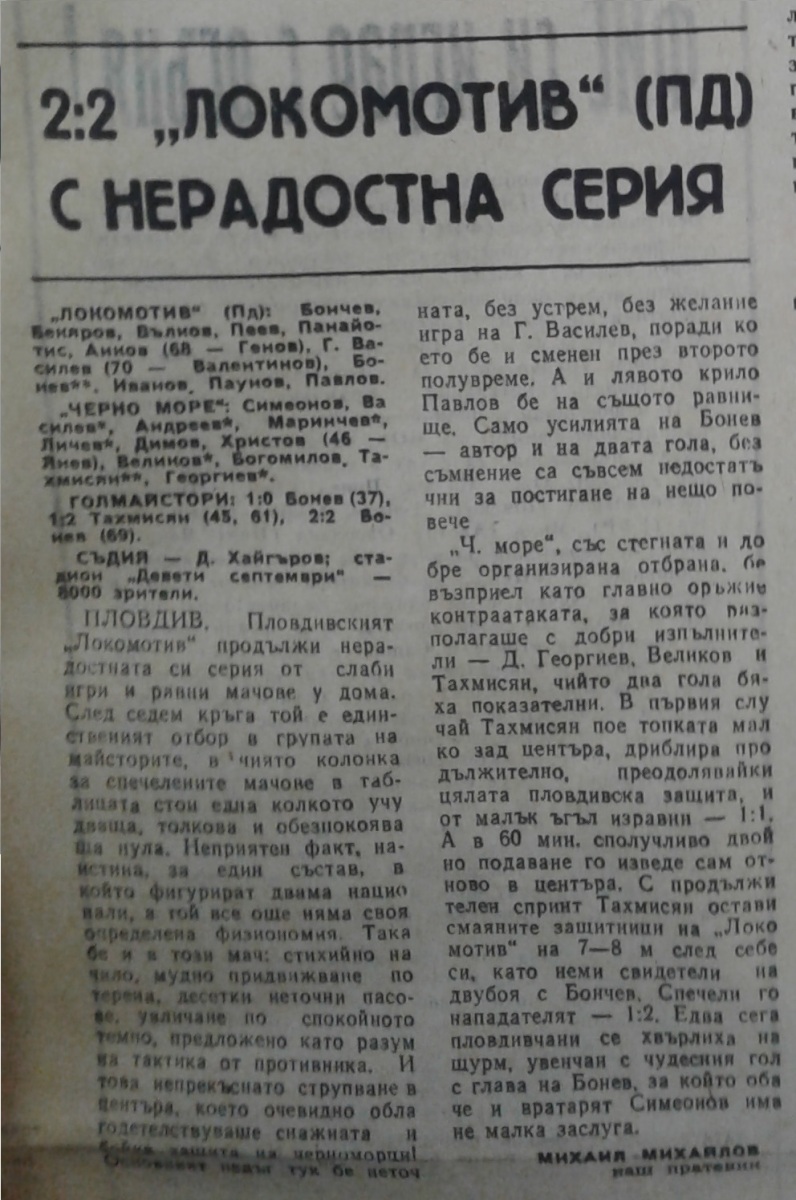 2:2 „ЛОКОМОТИВ“ (ПД)
С НЕРАДОСТНА СЕРИЯ
„ЛОКОМОТИВ“ (Пд): Бончев,
Бекяров, Вълков, Пеев, Панайо-
тис, Анков (68 — Генов), Г. Ва-
силев (70 — Валентинов), Бо-
нев**, Иванов, Паунов, Павлов.
„ЧЕРНО МОРЕ“: Симеонов, Ва
силев*, Андреев*, Маринчев*,
Личев*, Димов, Христов (46 —
Янев), Великов*, Богомилов, Та-
хмисян**, Георгиев*.
ГОЛМАЙСТОРИ: 1:0 Бонев (37),
1:2 Тахмисян (45, 61), 2:2 Бо-
нев (69).
СЪДИЯ — Д. Хайгъров; ста-
дион „Девети септември“ —
8000 зрители.
ПЛОВДИВ. Пловдивският
„Локомотив“ продължи нера-
достната си серия от слаби
игри и равни мачове у дома.
След седем кръга той е един-
ственият отбор в групата на
майсторите, в чиято колонка
за спечелените мачове в таб-
лицата стои една колкото учу
дваща, толкова и обезпокоява
ща нула. Неприятен факт, на-
истина, за един състав, в
който фигурират двама нацио
нали, а той все още няма своя
определена физиономия. Така
бе и в този мач: стихийно на
чало, мудно придвижване по
терена, десетки неточни пасо-
ве, увличане по спокойното
темпо, предложено като разум
на тактика от противника. И
това непрекъснато струпване в
центъра, което очевидно обла
годетелствуваше снажната и
бойка защита на черноморци!
Основният недъг тук бе неточ
ната, без устрем, без желание
игра на Г. Василев, поради ко
ето бе и сменен през второто
полувреме. А и лявото крило
Павлов бе на същото равни-
ще. Само усилията на Бонев
— автор и на двата гола, без
съмнение са съвсем недостатъ
чни за постигане на нещо по-
вече
„Ч. море“, със стегната и до
бре организирана отбрана, бе
възприел като главно оръжие
контраатаката, за която раз-
полагаше с добри изпълните-
ли — Д. Георгиев, Великов и
Тахмисян, чийто два гола бя-
ха показателни. В първия слу
чай Тахмисян пое топката мал
ко зад центъра, дриблира про
дължително, преодолявайки
цялата пловдивска защита, и
от малък ъгъл изравни — 1:1.
А в 60 мин. сполучливо двой
но подаване го изведе сам от-
ново в центъра. С продължи
телен спринт Тахмисян остави
смаяните защитници на „Локо
мотив“ на 7—8 м след себе
си, като неми свидетели на
двубоя с Бончев. Спечели го
нападателят — 1:2. Едва сега
пловдивчани се хвърлиха на
щурм, увенчан с чудесния гол
с глава на Бонев, за който оба
че и вратарят Симеонов има
не малка заслуга.
МИХАИЛ МИХАЙЛОВ
наш пратеник